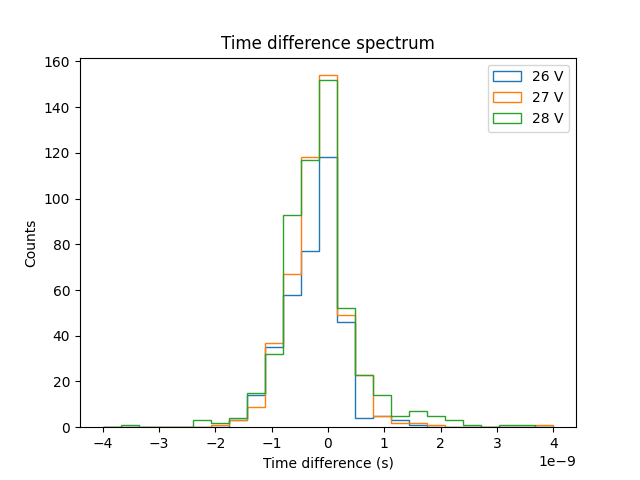 Time difference spectrum
160
140
120
100
80
60
40
20
0
Counts
26 V
27 V
28 V
−4
−3
−2
−1
0
1
2
3
4
1e−9
Time difference (s)